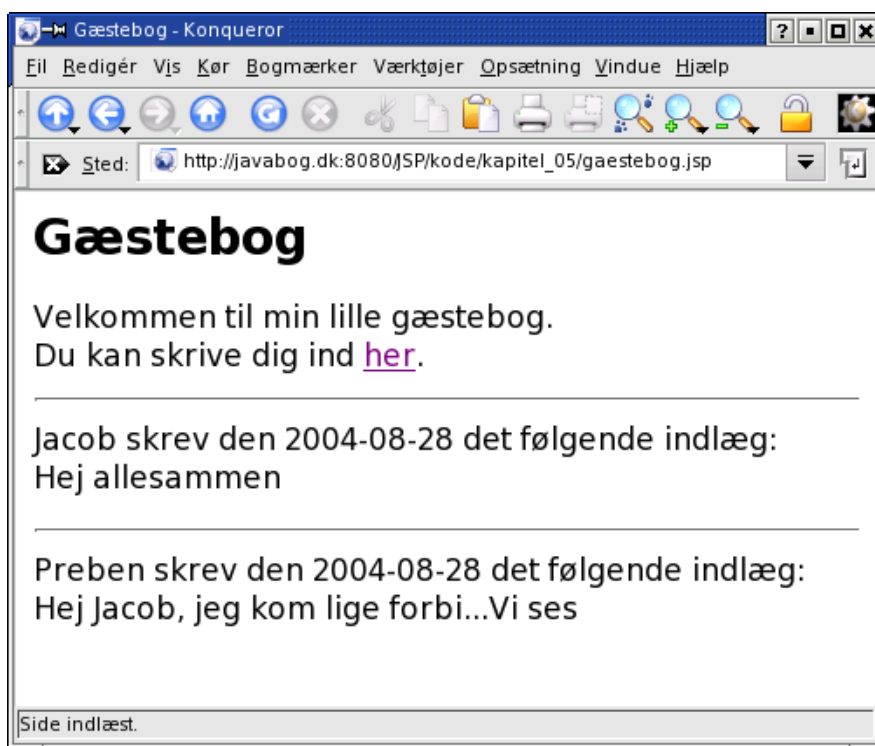 Gæstebog - Konqueror
Fil Redigér Vis Kør Bogmærker Værktøjer Opsætning Vindue Hjælp
Sted: http://javabog.dk:8080/JSP/kode/kapitel_05/gaestebog.jsp
Gæstebog
Velkommen til min lille gæstebog.
Du kan skrive dig ind her.
Jacob skrev den 2004-08-28 det følgende indlæg:
Hej allesammen
Preben skrev den 2004-08-28 det følgende indlæg:
Hej Jacob, jeg kom lige forbi...Vi ses
Side indlæst.